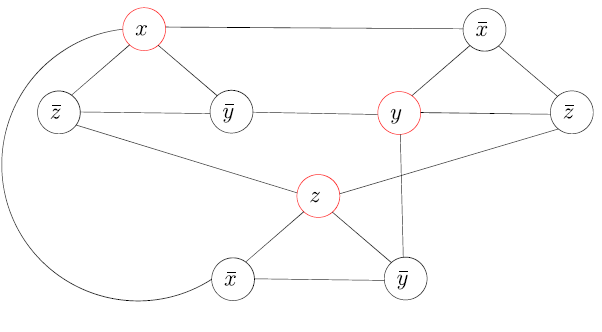 x x̄
z̄ ȳ y z̄
z
x̄ ȳ